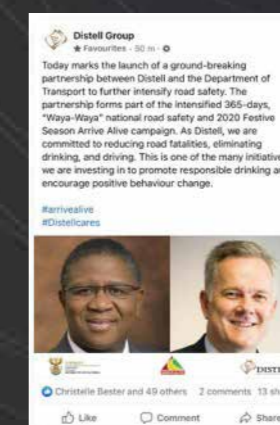 Distell Group
★ Favourites · 50 m ·
Today marks the launch of a ground-breaking
partnership between Distell and the Department of
Transport to further intensify road safety. The
partnership forms part of the intensified 365-days,
"Waya-Waya" national road safety and 2020 Festive
Season Arrive Alive campaign. As Distell, we are
committed to reducing road fatalities, eliminating
drinking, and driving. This is one of the many initiative
we are investing in to promote responsible drinking a
encourage positive behaviour change.
#arrivealive
#Distellcares
DISTE
Christelle Bester and 49 others 2 comments 13 sh
Like Comment Share